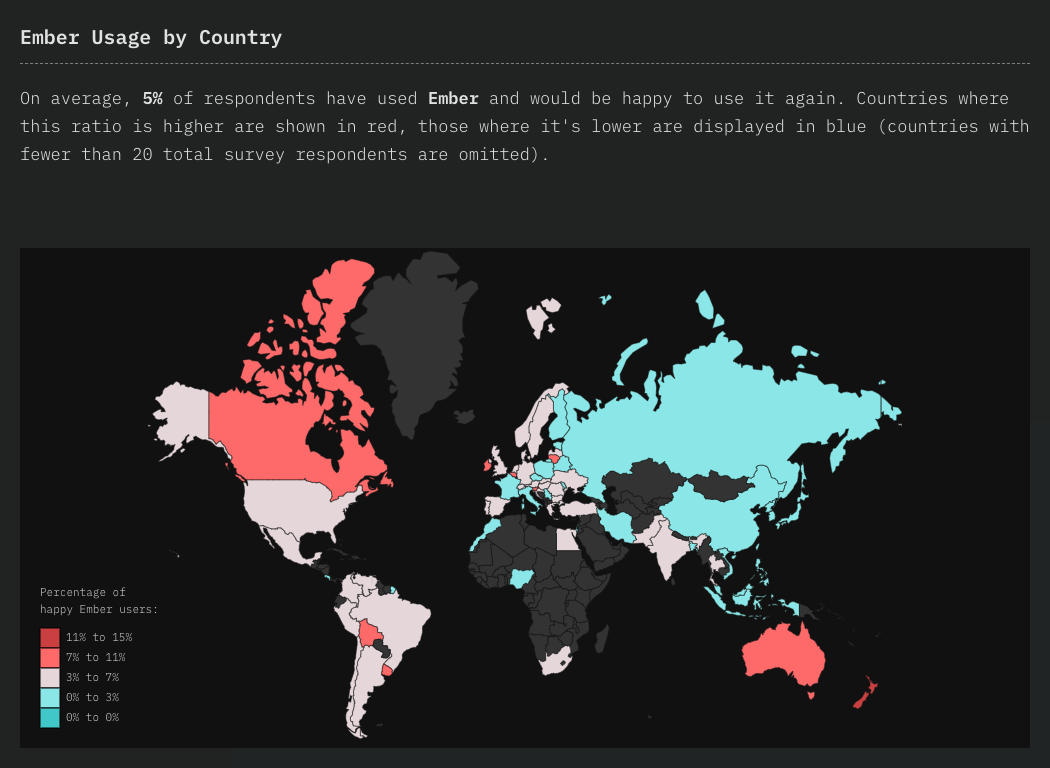 Ember Usage by Country
On average, 5% of respondents have used Ember and would be happy to use it again. Countries where
this ratio is higher are shown in red, those where it's lower are displayed in blue (countries with
fewer than 20 total survey respondents are omitted).
Percentage of
happy Ember users:
11% to 15%
7% to 11%
3% to 7%
0% to 3%
0% to 0%